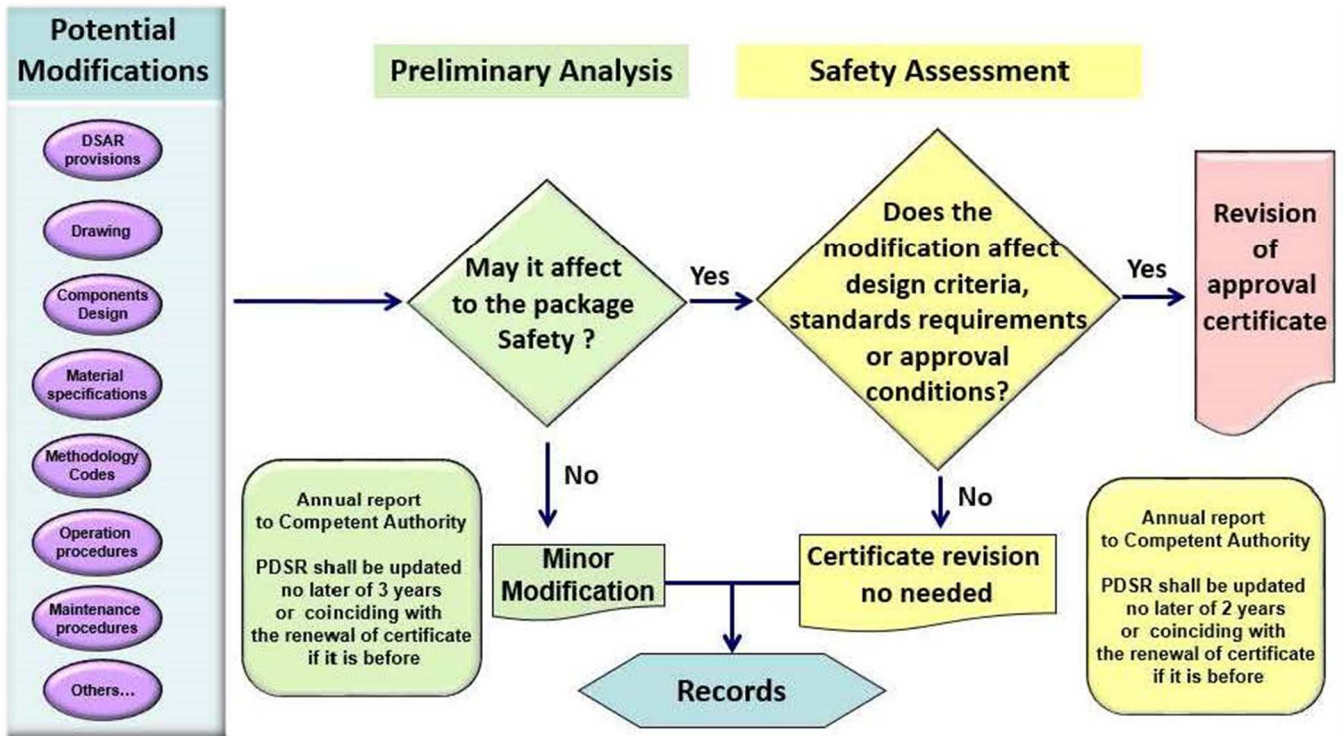 Potential
Modifications
DSAR
provisions
Drawing
Components
Design
Material
specifications
Methodology
Codes
Operation
procedures
Maintenance
procedures
Others...
Preliminary Analysis
May it affect
to the package
Safety ?
Yes
No
Annual report
to Competent Authority
PDSR shall be updated
no later of 3 years
or coinciding with
the renewal of certificate
if it is before
Minor
Modification
Safety Assessment
Does the
modification affect
design criteria,
standards requirements
or approval
conditions?
Yes
No
Certificate revision
no needed
Records
Revision
of
approval
certificate
Annual report
to Competent Authority
PDSR shall be updated
no later of 2 years
or coinciding with
the renewal of certificate
if it is before